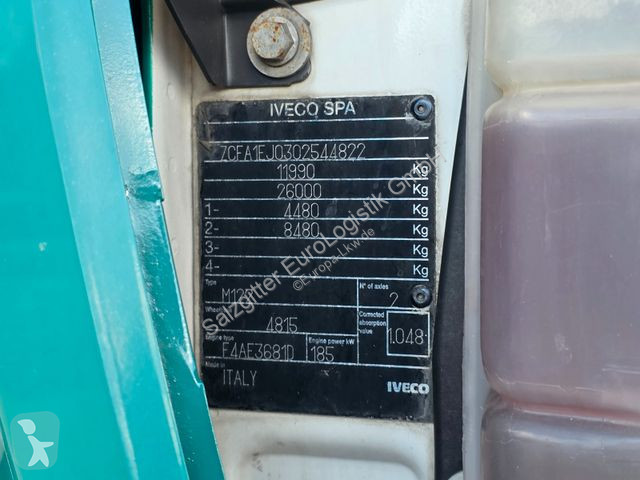 IVECO SPA
ZCFA1EJ0302544822
11990 Kg
26000 Kg
1- 4480 Kg
2- 8480 Kg
3- Kg
4- Kg
Type
N° of axles
2
4815
Corrected absorption value
1.048
Engine type
F4AE3681D
Engine power kW
185
Made in
ITALY
IVECO
Salzgitter EuroLogistik GmbH
©Europa-Lkw.de